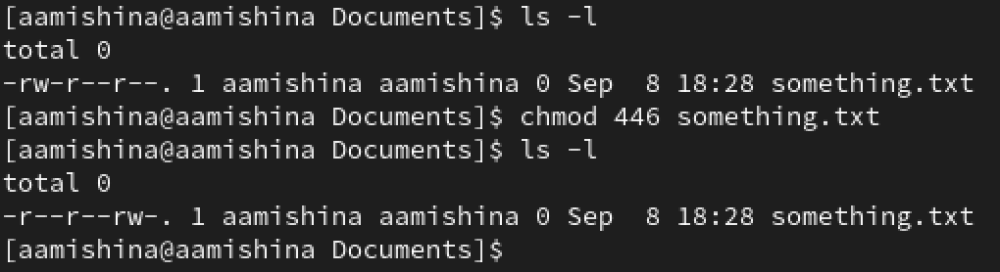 [aamishina@aamishina Documents]$ ls -l
total 0
-rw-r--r--. 1 aamishina aamishina 0 Sep  8 18:28 something.txt
[aamishina@aamishina Documents]$ chmod 446 something.txt
[aamishina@aamishina Documents]$ ls -l
total 0
-r--r--rw-. 1 aamishina aamishina 0 Sep  8 18:28 something.txt
[aamishina@aamishina Documents]$